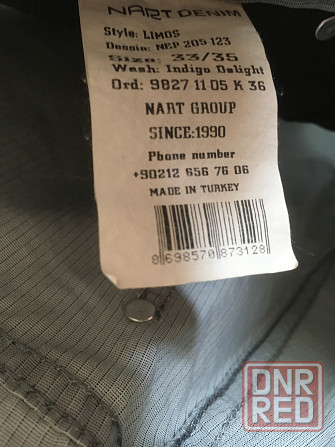 NART DENIM
Style: LIMOS
Dessin: NEP 205 123
Size: 33/35
Wash: Indigo Delight
Ord: 9827 11 05 K 36
NART GROUP
SINCE:1990
Phone number
+90212 656 76 06
MADE IN TURKEY
8 698570 873128
DNR
RED